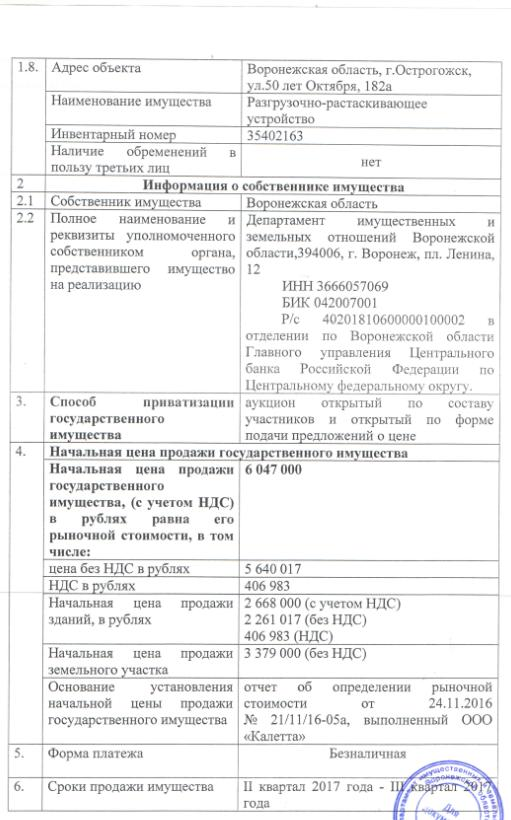 1.8. Адрес объекта Воронежская область, г.Острогожск,
ул.50 лет Октября, 182а
Наименование имущества Разгрузочно-растаскивающее
устройство
Инвентарный номер 35402163
Наличие обременений в
пользу третьих лиц нет
2 Информация о собственнике имущества
2.1 Собственник имущества Воронежская область
2.2 Полное наименование и Департамент имущественных и
реквизиты уполномоченного земельных отношений Воронежской
собственником органа, области,394006, г. Воронеж, пл. Ленина,
представившего имущество 12
на реализацию ИНН 3666057069
БИК 042007001
Р/с 40201810600000100002 в
отделении по Воронежской области
Главного управления Центрального
банка Российской Федерации по
Центральному федеральному округу.
3. Способ приватизации аукцион открытый по составу
государственного участников и открытый по форме
имущества подачи предложений о цене
4. Начальная цена продажи государственного имущества
Начальная цена продажи 6 047 000
государственного
имущества, (с учетом НДС)
в рублях равна его
рыночной стоимости, в том
числе:
цена без НДС в рублях 5 640 017
НДС в рублях 406 983
Начальная цена продажи 2 668 000 (с учетом НДС)
зданий, в рублях 2 261 017 (без НДС)
406 983 (НДС)
Начальная цена продажи 3 379 000 (без НДС)
земельного участка
Основание установления отчет об определении рыночной
начальной цены продажи стоимости от 24.11.2016
государственного имущества № 21/11/16-05а, выполненный ООО
«Калетта»
5. Форма платежа Безналичная
6. Сроки продажи имущества II квартал 2017 года - III квартал 2017
года
Для